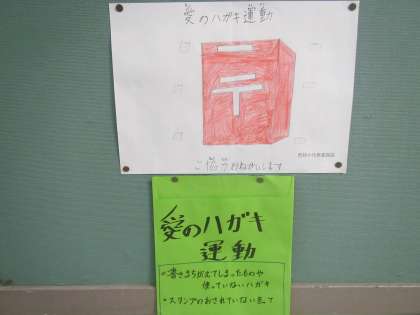 愛のハガキ運動
〒
ご協力おねがいします
愛のハガキ
運動
・書きまちがえてしまったものや
使っていないハガキ
・スタンプのおされていない